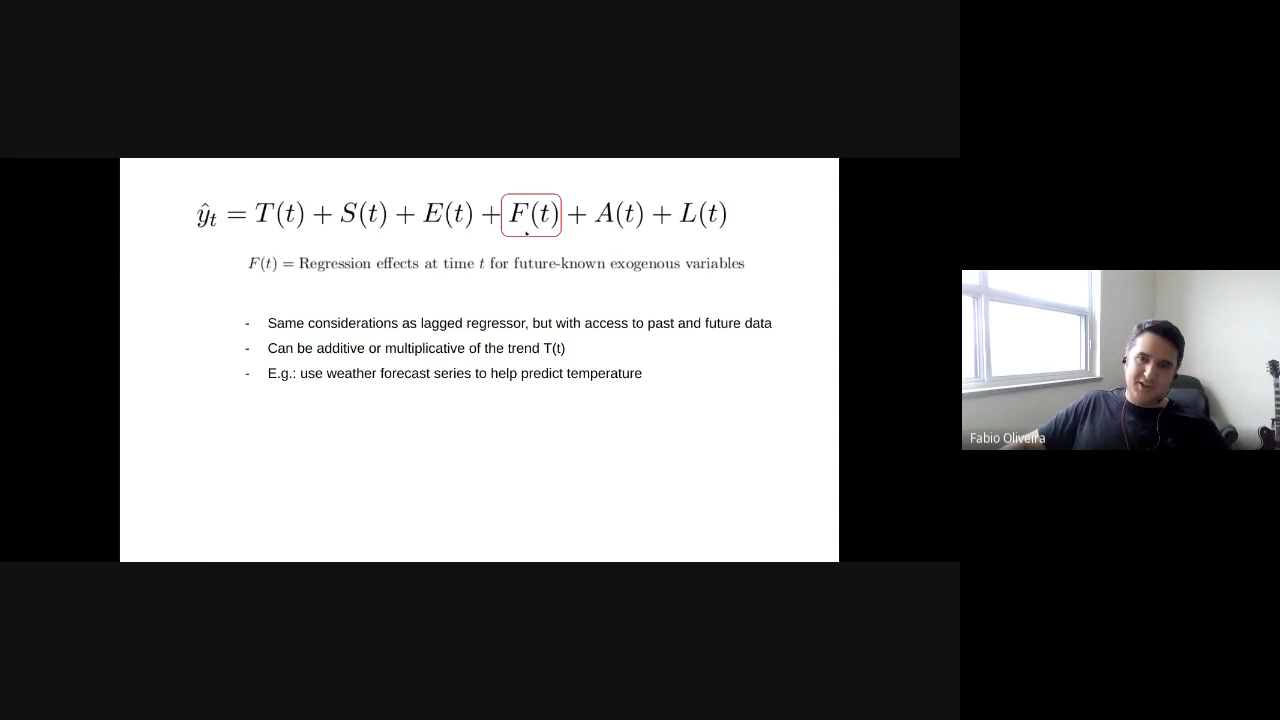 ŷt = T(t) + S(t) + E(t) + F(t) + A(t) + L(t)
F(t) = Regression effects at time t for future-known exogenous variables
- Same considerations as lagged regressor, but with access to past and future data
- Can be additive or multiplicative of the trend T(t)
- E.g.: use weather forecast series to help predict temperature
Fabio Oliveira